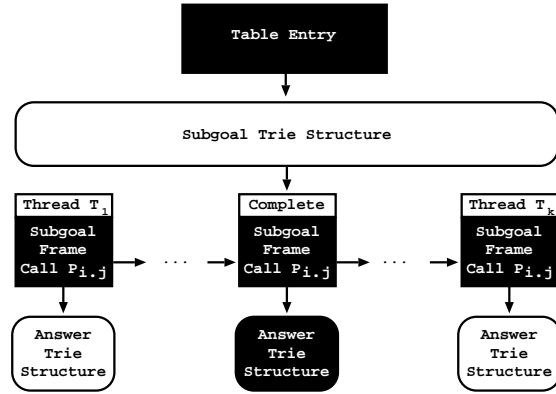 Table Entry
Subgoal Trie Structure
Thread T1
Complete
Thread Tk
Subgoal
Frame
Call Pi.j
Subgoal
Frame
Call Pi.j
Subgoal
Frame
Call Pi.j
...
...
Answer
Trie
Structure
Answer
Trie
Structure
Answer
Trie
Structure